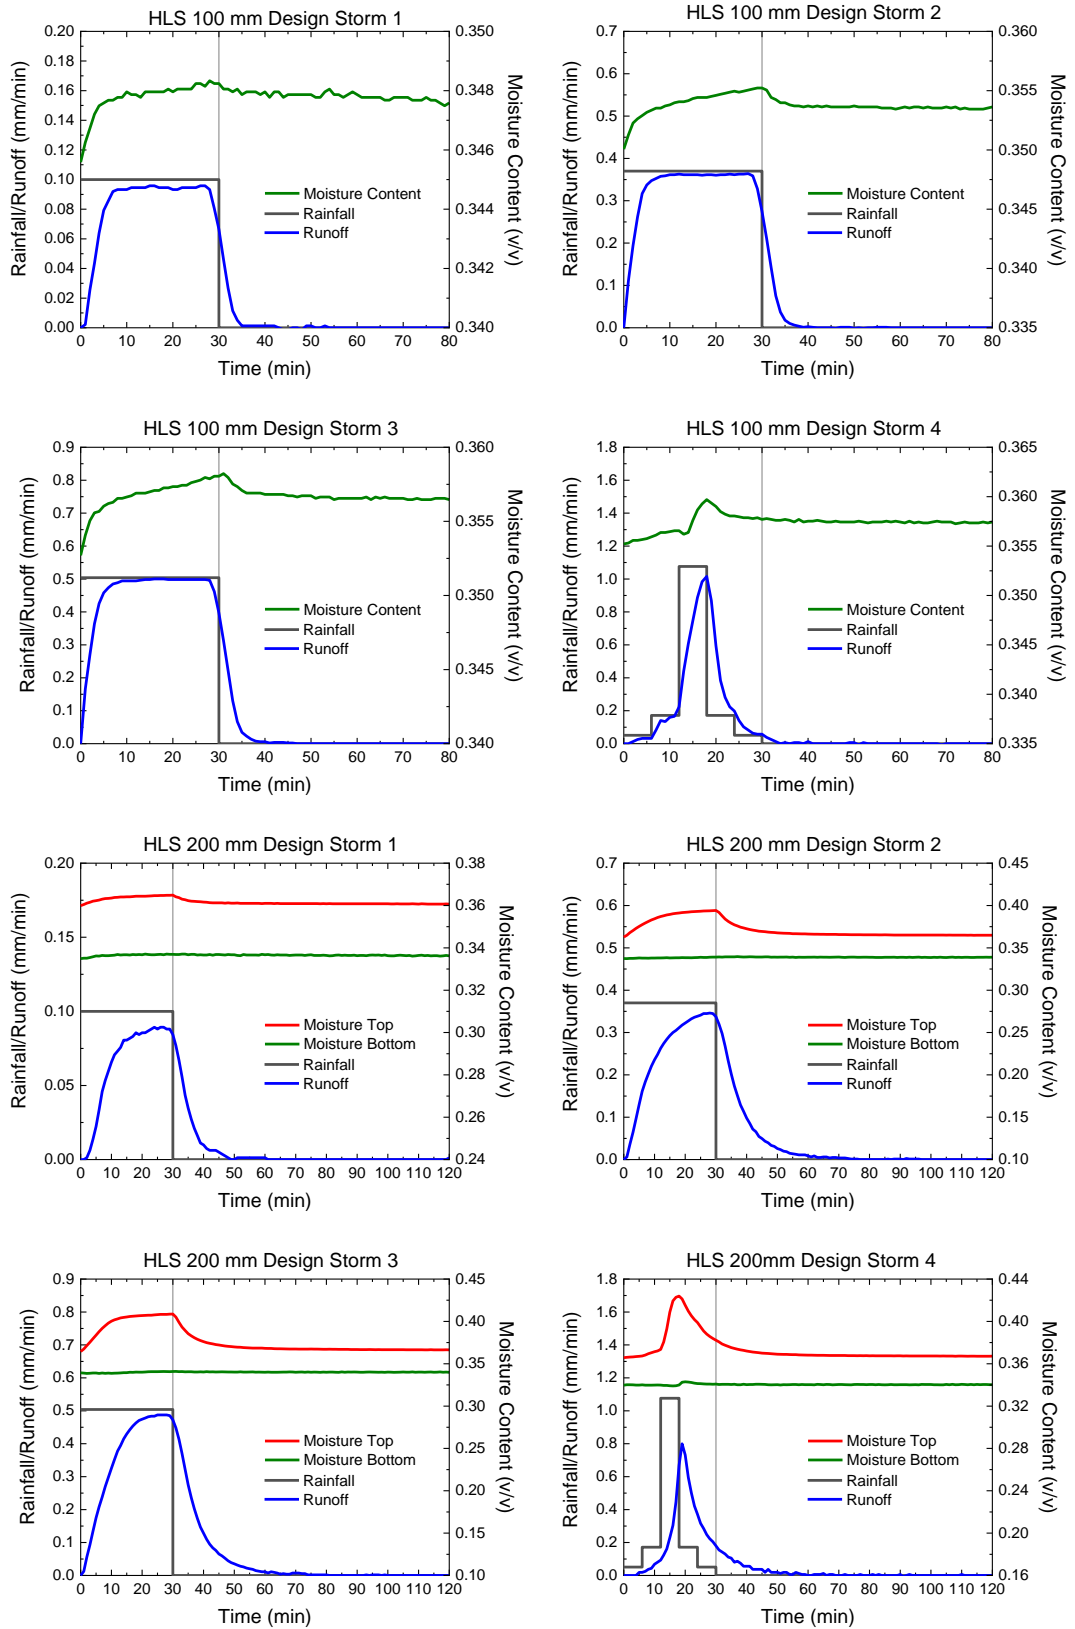 HLS 100 mm Design Storm 1
0.20
0.18
0.16
0.14
0.12
0.10
0.08
0.06
0.04
0.02
0.00
Rainfall/Runoff (mm/min)
0.350
0.348
0.346
0.344
0.342
0.340
Moisture Content (v/v)
Moisture Content
Rainfall
Runoff
0 10 20 30 40 50 60 70 80
Time (min)
HLS 100 mm Design Storm 2
0.7
0.6
0.5
0.4
0.3
0.2
0.1
0.0
Rainfall/Runoff (mm/min)
0.360
0.355
0.350
0.345
0.340
0.335
Moisture Content (v/v)
Moisture Content
Rainfall
Runoff
0 10 20 30 40 50 60 70 80
Time (min)
HLS 100 mm Design Storm 3
0.9
0.8
0.7
0.6
0.5
0.4
0.3
0.2
0.1
0.0
Rainfall/Runoff (mm/min)
0.360
0.355
0.350
0.345
0.340
Moisture Content (v/v)
Moisture Content
Rainfall
Runoff
0 10 20 30 40 50 60 70 80
Time (min)
HLS 100 mm Design Storm 4
1.8
1.6
1.4
1.2
1.0
0.8
0.6
0.4
0.2
0.0
Rainfall/Runoff (mm/min)
0.365
0.360
0.355
0.350
0.345
0.340
0.335
Moisture Content (v/v)
Moisture Content
Rainfall
Runoff
0 10 20 30 40 50 60 70 80
Time (min)
HLS 200 mm Design Storm 1
0.20
0.15
0.10
0.05
0.00
Rainfall/Runoff (mm/min)
0.38
0.36
0.34
0.32
0.30
0.28
0.26
0.24
Moisture Content (v/v)
Moisture Top
Moisture Bottom
Rainfall
Runoff
0 10 20 30 40 50 60 70 80 90 100 110 120
Time (min)
HLS 200 mm Design Storm 2
0.7
0.6
0.5
0.4
0.3
0.2
0.1
0.0
Rainfall/Runoff (mm/min)
0.45
0.40
0.35
0.30
0.25
0.20
0.15
0.10
Moisture Content (v/v)
Moisture Top
Moisture Bottom
Rainfall
Runoff
0 10 20 30 40 50 60 70 80 90 100 110 120
Time (min)
HLS 200 mm Design Storm 3
0.9
0.8
0.7
0.6
0.5
0.4
0.3
0.2
0.1
0.0
Rainfall/Runoff (mm/min)
0.45
0.40
0.35
0.30
0.25
0.20
0.15
0.10
Moisture Content (v/v)
Moisture Top
Moisture Bottom
Rainfall
Runoff
0 10 20 30 40 50 60 70 80 90 100 110 120
Time (min)
HLS 200mm Design Storm 4
1.8
1.6
1.4
1.2
1.0
0.8
0.6
0.4
0.2
0.0
Rainfall/Runoff (mm/min)
0.44
0.40
0.36
0.32
0.28
0.24
0.20
0.16
Moisture Content (v/v)
Moisture Top
Moisture Bottom
Rainfall
Runoff
0 10 20 30 40 50 60 70 80 90 100 110 120
Time (min)